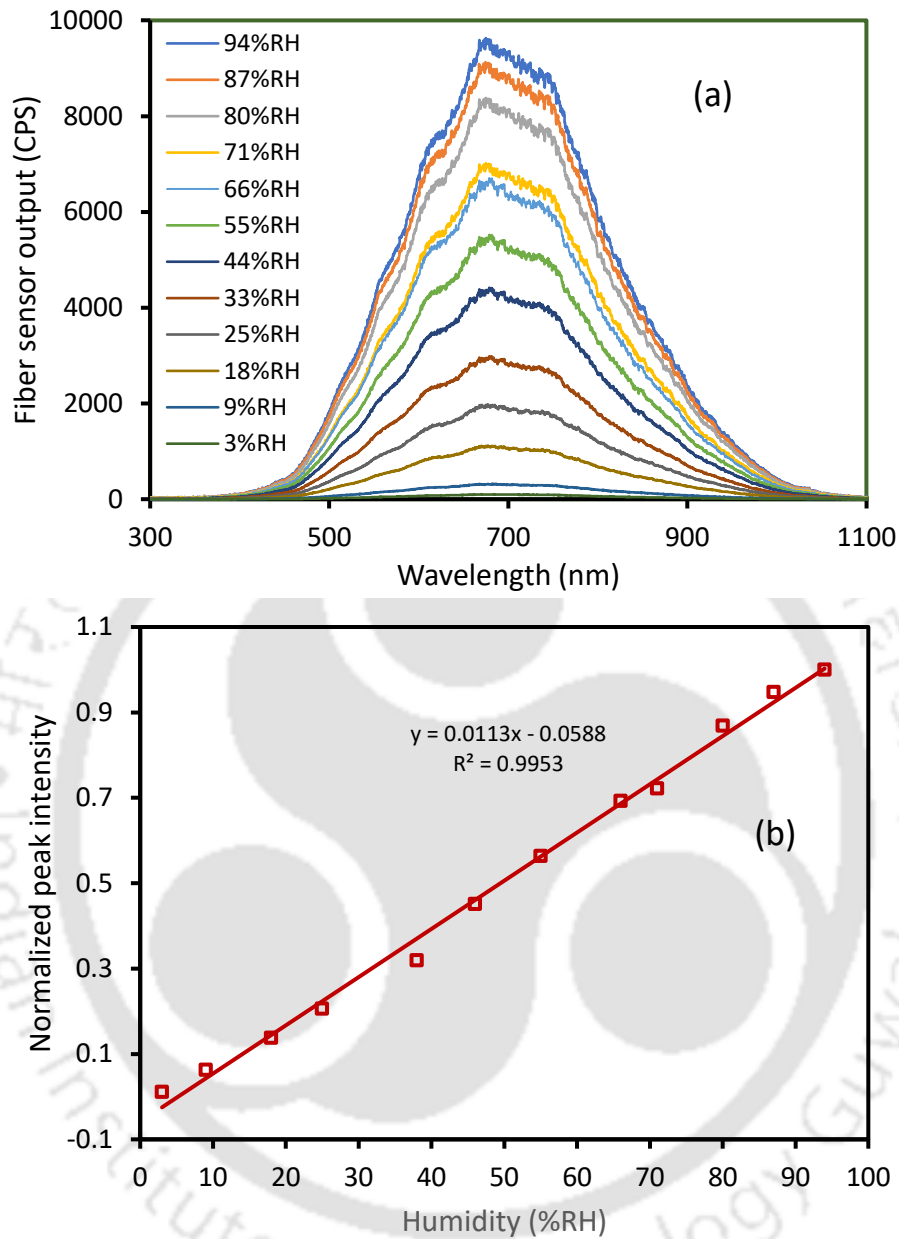 10000
8000
6000
4000
2000
0
Fiber sensor output (CPS)
94%RH
87%RH
80%RH
71%RH
66%RH
55%RH
44%RH
33%RH
25%RH
18%RH
9%RH
3%RH
(a)
300 500 700 900 1100
Wavelength (nm)
1.1
0.9
0.7
0.5
0.3
0.1
-0.1
Normalized peak intensity
y = 0.0113x - 0.0588
R² = 0.9953
(b)
0 10 20 30 40 50 60 70 80 90 100
Humidity (%RH)